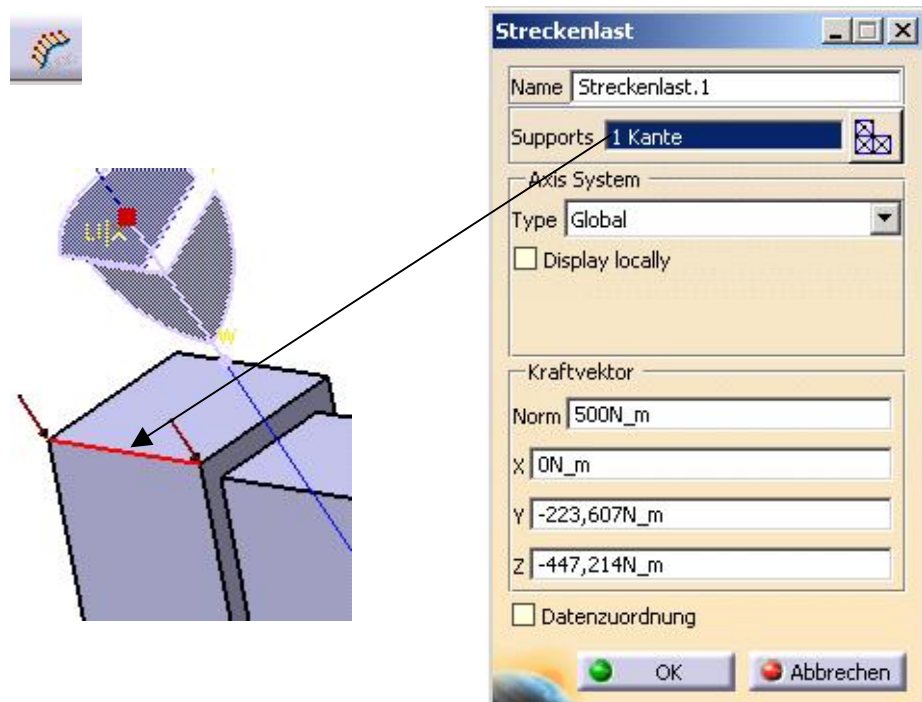 Streckenlast
Name Streckenlast.1
Supports 1 Kante
Axis System
Type Global
Display locally
Kraftvektor
Norm 500N_m
X 0N_m
Y -223,607N_m
Z -447,214N_m
Datenzuordnung
OK Abbrechen
w